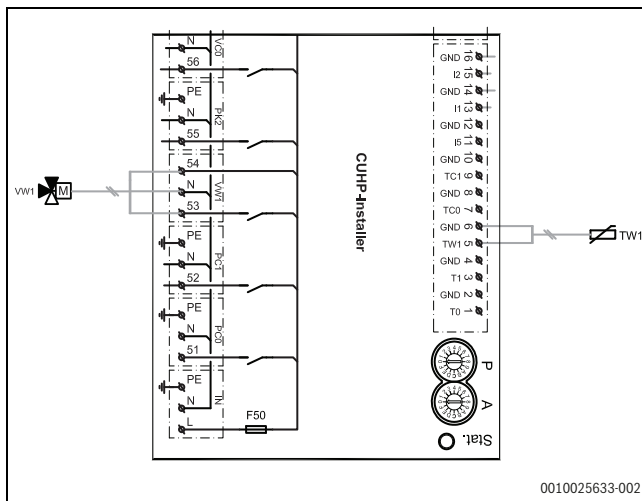 N VC0
56
PE
N PK2
55
54
N VW1
53
PE
N PC1
52
PE
N PC0
51
PE
N IN
L
F50
VW1
M
CUHP-Installer
GND 16
I2 15
GND 14
I1 13
GND 12
I5 11
GND 10
TC1 9
GND 8
TC0 7
GND 6
TW1 5
GND 4
T1 3
GND 2
T0 1
TW1
P
A
Stat.
0010025633-002